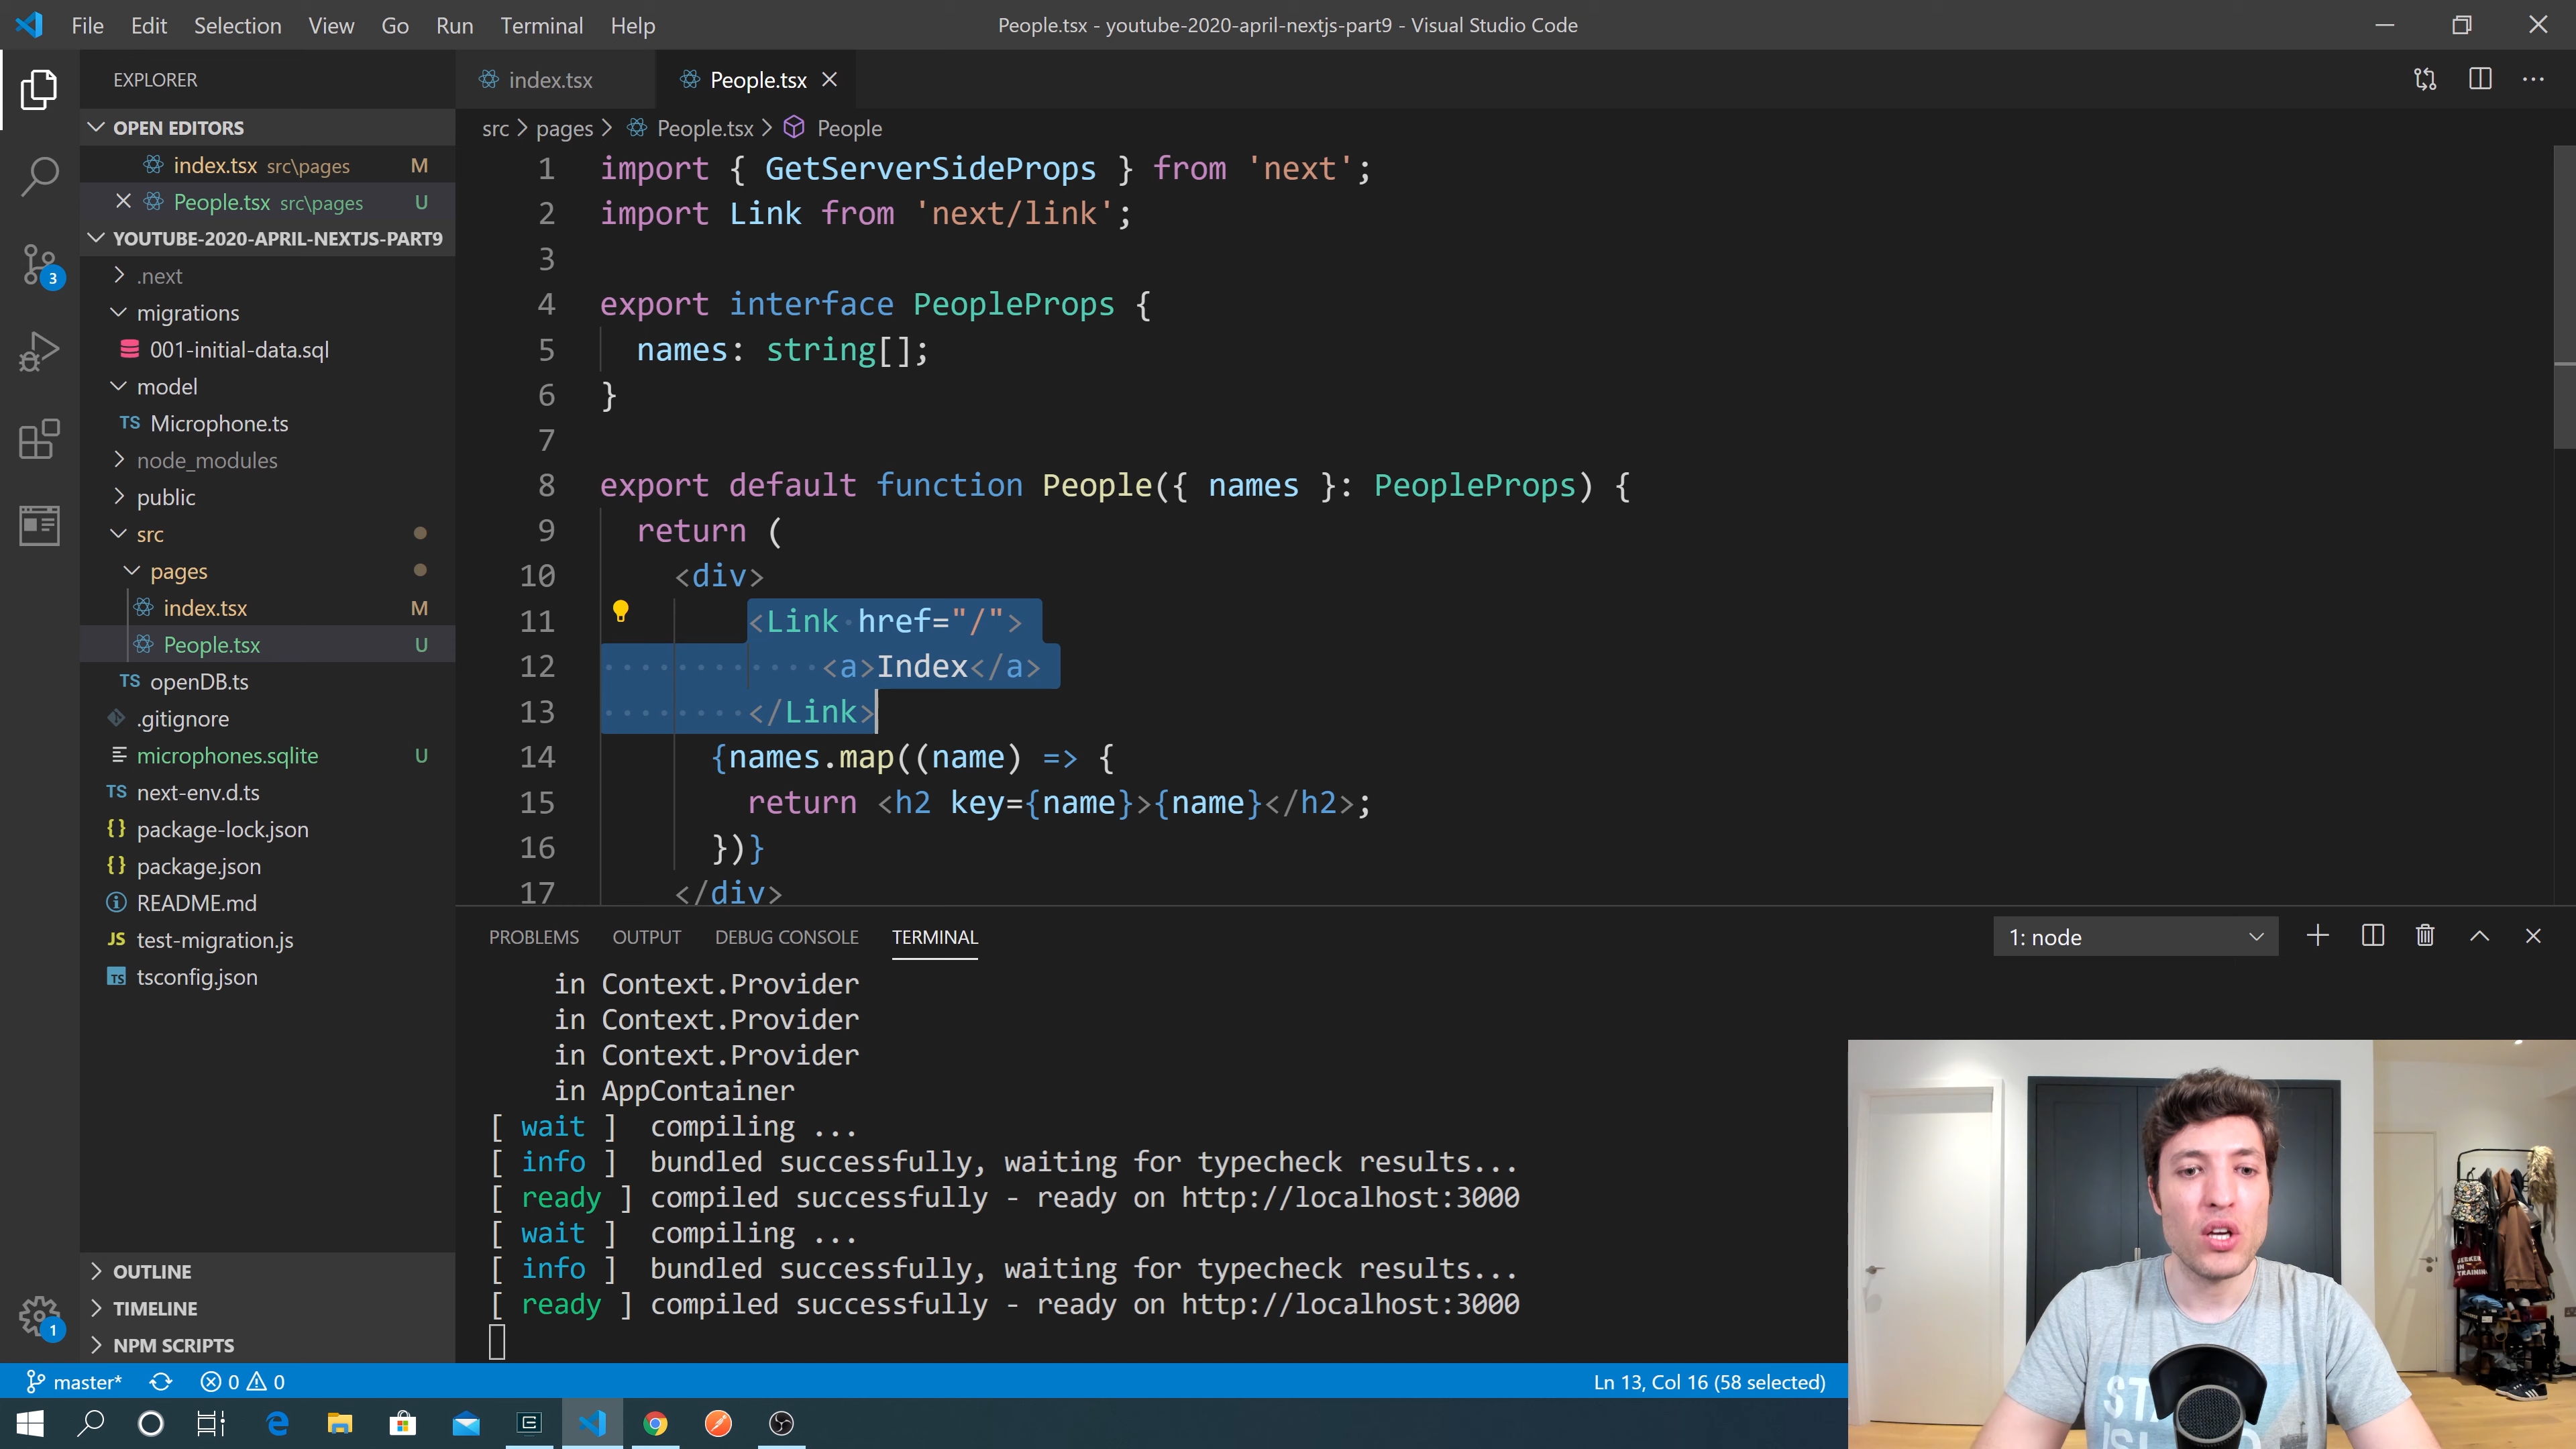 File Edit Selection View Go Run Terminal Help
People.tsx - youtube-2020-april-nextjs-part9 - Visual Studio Code
EXPLORER
OPEN EDITORS
index.tsx src\pages M
People.tsx src\pages U
YOUTUBE-2020-APRIL-NEXTJS-PART9
.next
migrations
001-initial-data.sql
model
TS Microphone.ts
node_modules
public
src
pages
index.tsx M
People.tsx U
TS openDB.ts
.gitignore
microphones.sqlite U
TS next-env.d.ts
{} package-lock.json
{} package.json
README.md
JS test-migration.js
TS tsconfig.json
OUTLINE
TIMELINE
NPM SCRIPTS
3
1
index.tsx
People.tsx
src > pages > People.tsx > People
1 import { GetServerSideProps } from 'next';
2 import Link from 'next/link';
3
4 export interface PeopleProps {
5 names: string[];
6 }
7
8 export default function People({ names }: PeopleProps) {
9 return (
10 <div>
11 <Link href="/">
12 <a>Index</a>
13 </Link>
14 {names.map((name) => {
15 return <h2 key={name}>{name}</h2>;
16 })}
17 </div>
PROBLEMS OUTPUT DEBUG CONSOLE TERMINAL
1: node
in Context.Provider
in Context.Provider
in Context.Provider
in AppContainer
[ wait ] compiling ...
[ info ] bundled successfully, waiting for typecheck results...
[ ready ] compiled successfully - ready on http://localhost:3000
[ wait ] compiling ...
[ info ] bundled successfully, waiting for typecheck results...
[ ready ] compiled successfully - ready on http://localhost:3000
master* 0 0
Ln 13, Col 16 (58 selected)